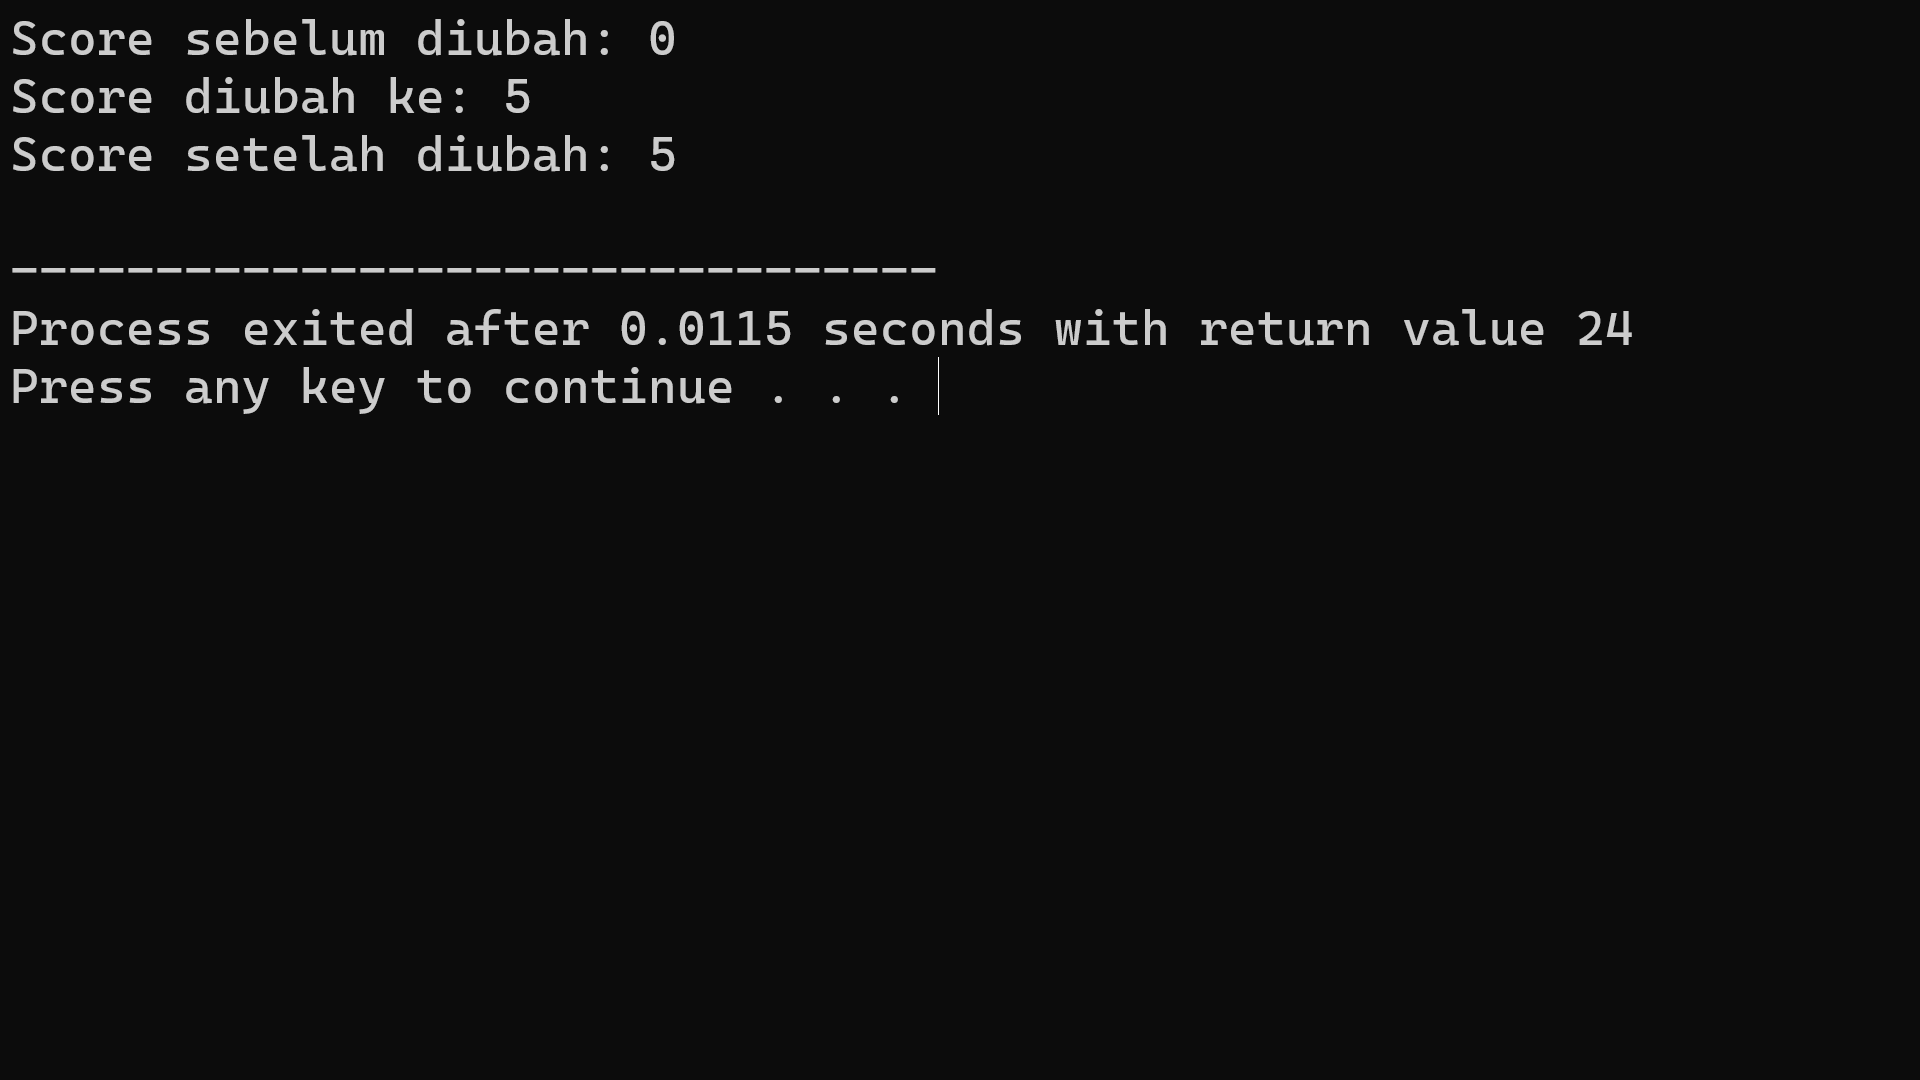 Score sebelum diubah: 0
Score diubah ke: 5
Score setelah diubah: 5
--------------------------------
Process exited after 0.0115 seconds with return value 24
Press any key to continue . . .